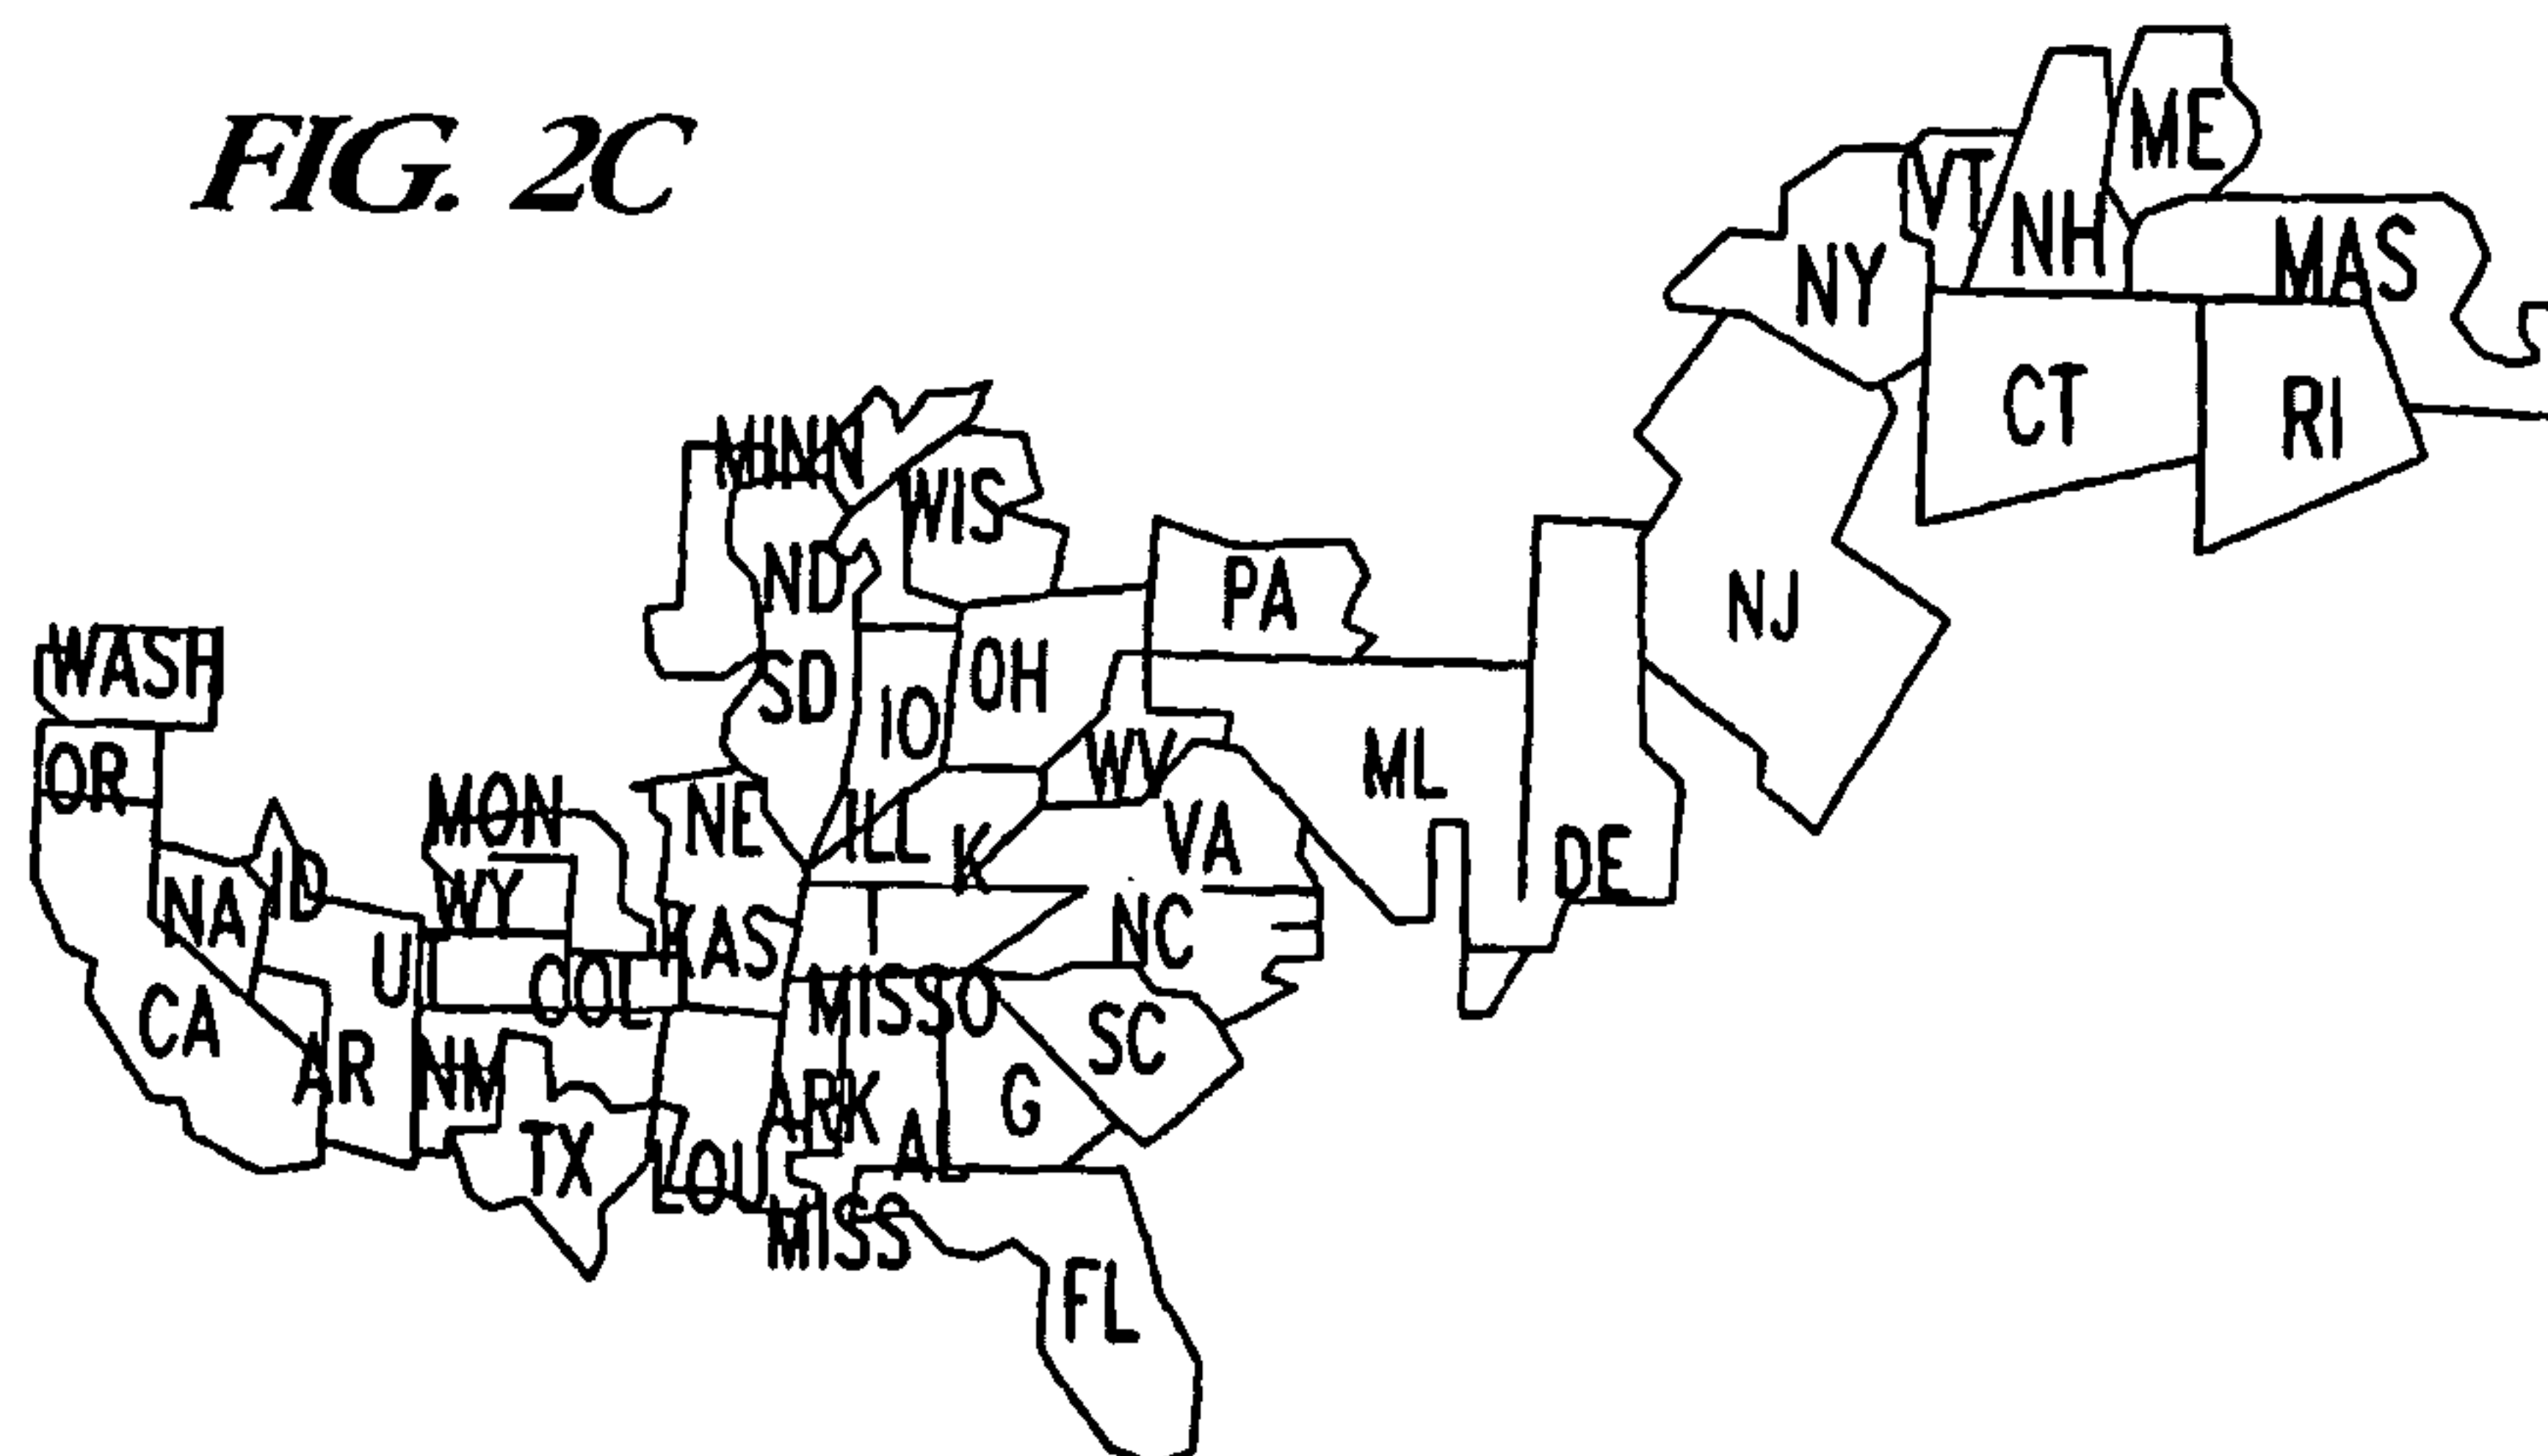 FIG. 2C
ME
VT
NH
MAS
NY
CT
RI
MINN
WIS
ND
PA
NJ
WASH
SD
OH
IO
WV
ML
OR
MON
NE
ILL
K
VA
DE
NA
ID
WY
U
KAS
T
NC
COL
MISSO
CA
AR
NM
SC
ARK
G
TX
LOU
AL
MISS
FL